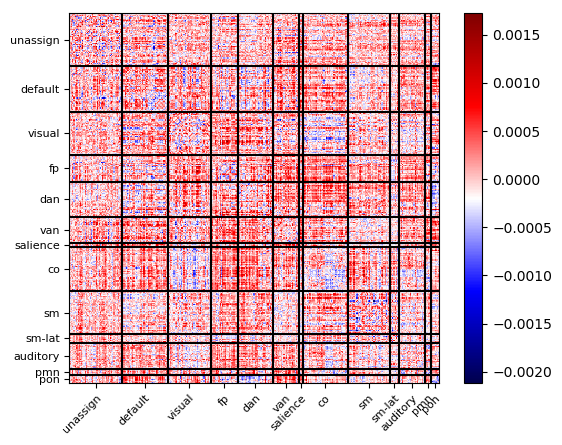 unassign
default
visual
fp
dan
van
salience
co
sm
sm-lat
auditory
pmn
pon
unassign
default
visual
fp
dan
van
salience
co
sm
sm-lat
auditory
pmn
pon
0.0015
0.0010
0.0005
0.0000
−0.0005
−0.0010
−0.0015
−0.0020